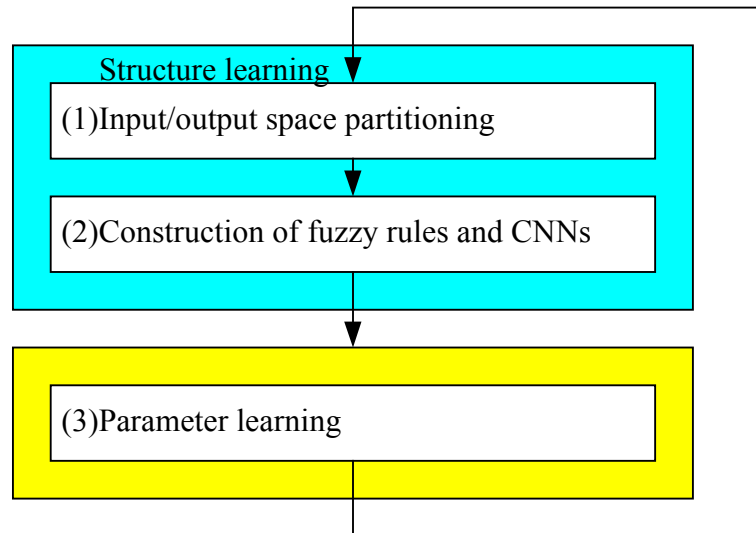 Structure learning
(1)Input/output space partitioning
(2)Construction of fuzzy rules and CNNs
(3)Parameter learning